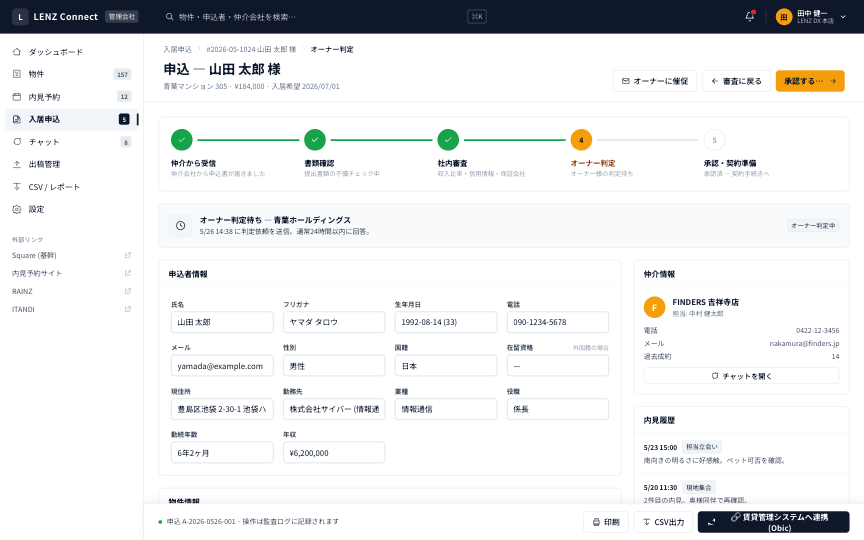 L LENZ Connect 管理会社
物件・申込者・仲介会社を検索…
⌘K
田 田中 健一
LENZ DX 本店
ダッシュボード
物件 157
内見予約 12
入居申込 5
チャット 8
出稿管理
CSV / レポート
設定
外部リンク
Square (基幹)
内見予約サイト
RAINZ
ITANDI
入居申込 › #2026-05-1024 山田 太郎 様 › オーナー判定
申込 — 山田 太郎 様
青葉マンション 305・¥184,000・入居希望 2026/07/01
オーナーに催促
審査に戻る
承認する…
仲介から受信
仲介会社から申込書が届きました
書類確認
提出書類の不備チェック中
社内審査
収入比率・信用情報・保証会社
4
オーナー判定
オーナー様の判定待ち
5
承認・契約準備
承認済 — 契約手続きへ
オーナー判定待ち — 青葉ホールディングス
5/26 14:38 に判定依頼を送信。通常24時間以内に回答。
オーナー判定中
申込者情報
氏名 フリガナ 生年月日 電話
山田 太郎 ヤマダ タロウ 1992-08-14 (33) 090-1234-5678
メール 性別 国籍 在留資格 外国籍の場合
yamada@example.com 男性 日本 —
現住所 勤務先 業種 役職
豊島区池袋 2-30-1 池袋ハ 株式会社サイバー (情報通 情報通信 係長
勤続年数 年収
6年2ヶ月 ¥6,200,000
物件情報
仲介情報
F FINDERS 吉祥寺店
担当: 中村 健太郎
電話 0422-12-3456
メール nakamura@finders.jp
過去成約 14
チャットを開く
内見履歴
5/23 15:00 担当立会い
南向きの明るさに好感触。ペット可否を確認。
5/20 11:30 現地集合
2件目の内見。奥様同伴で再確認。
申込 A-2026-0526-001・操作は監査ログに記録されます
印刷
CSV出力
🔗 賃貸管理システムへ連携
(Obic)